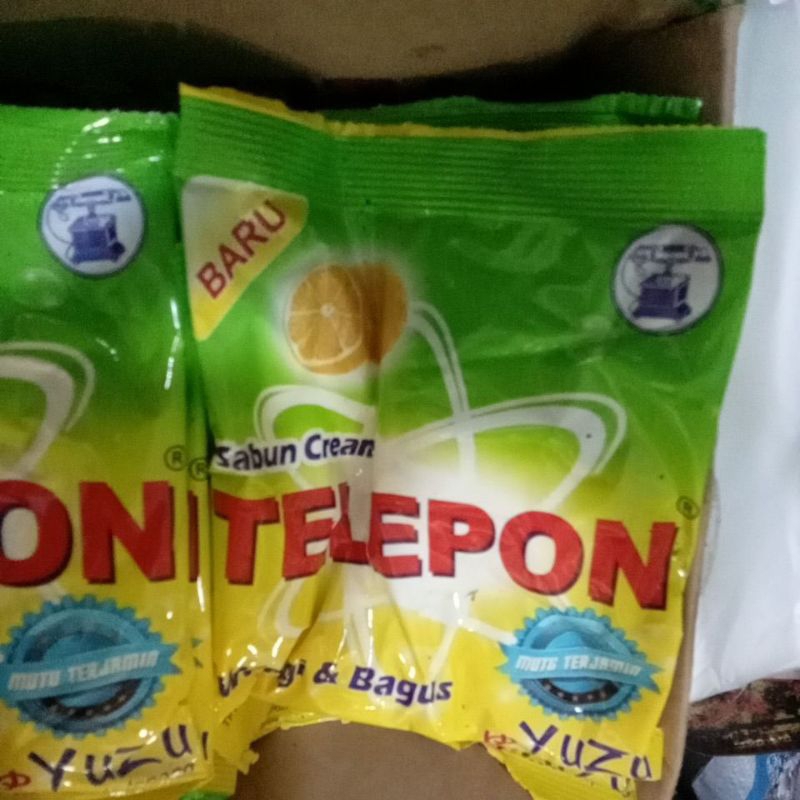 BARU
Sabun Cream
TELEPON
®
& Bagus
MUTU TERJAMIN
YUZU
ON
®
MUTU TERJAMIN
YUZU